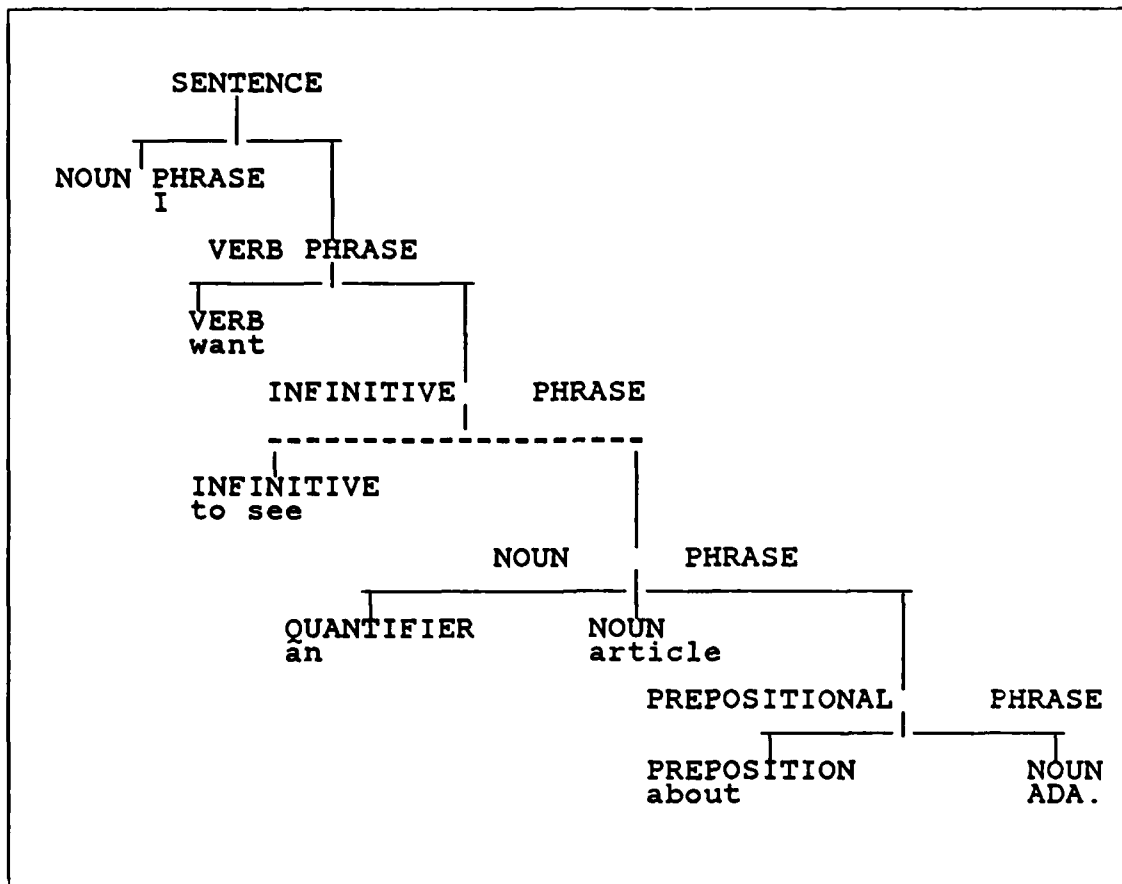 SENTENCE
NOUN PHRASE
I
VERB PHRASE
VERB
want
INFINITIVE PHRASE
INFINITIVE
to see
NOUN PHRASE
QUANTIFIER NOUN
an article
PREPOSITIONAL PHRASE
PREPOSITION NOUN
about ADA.